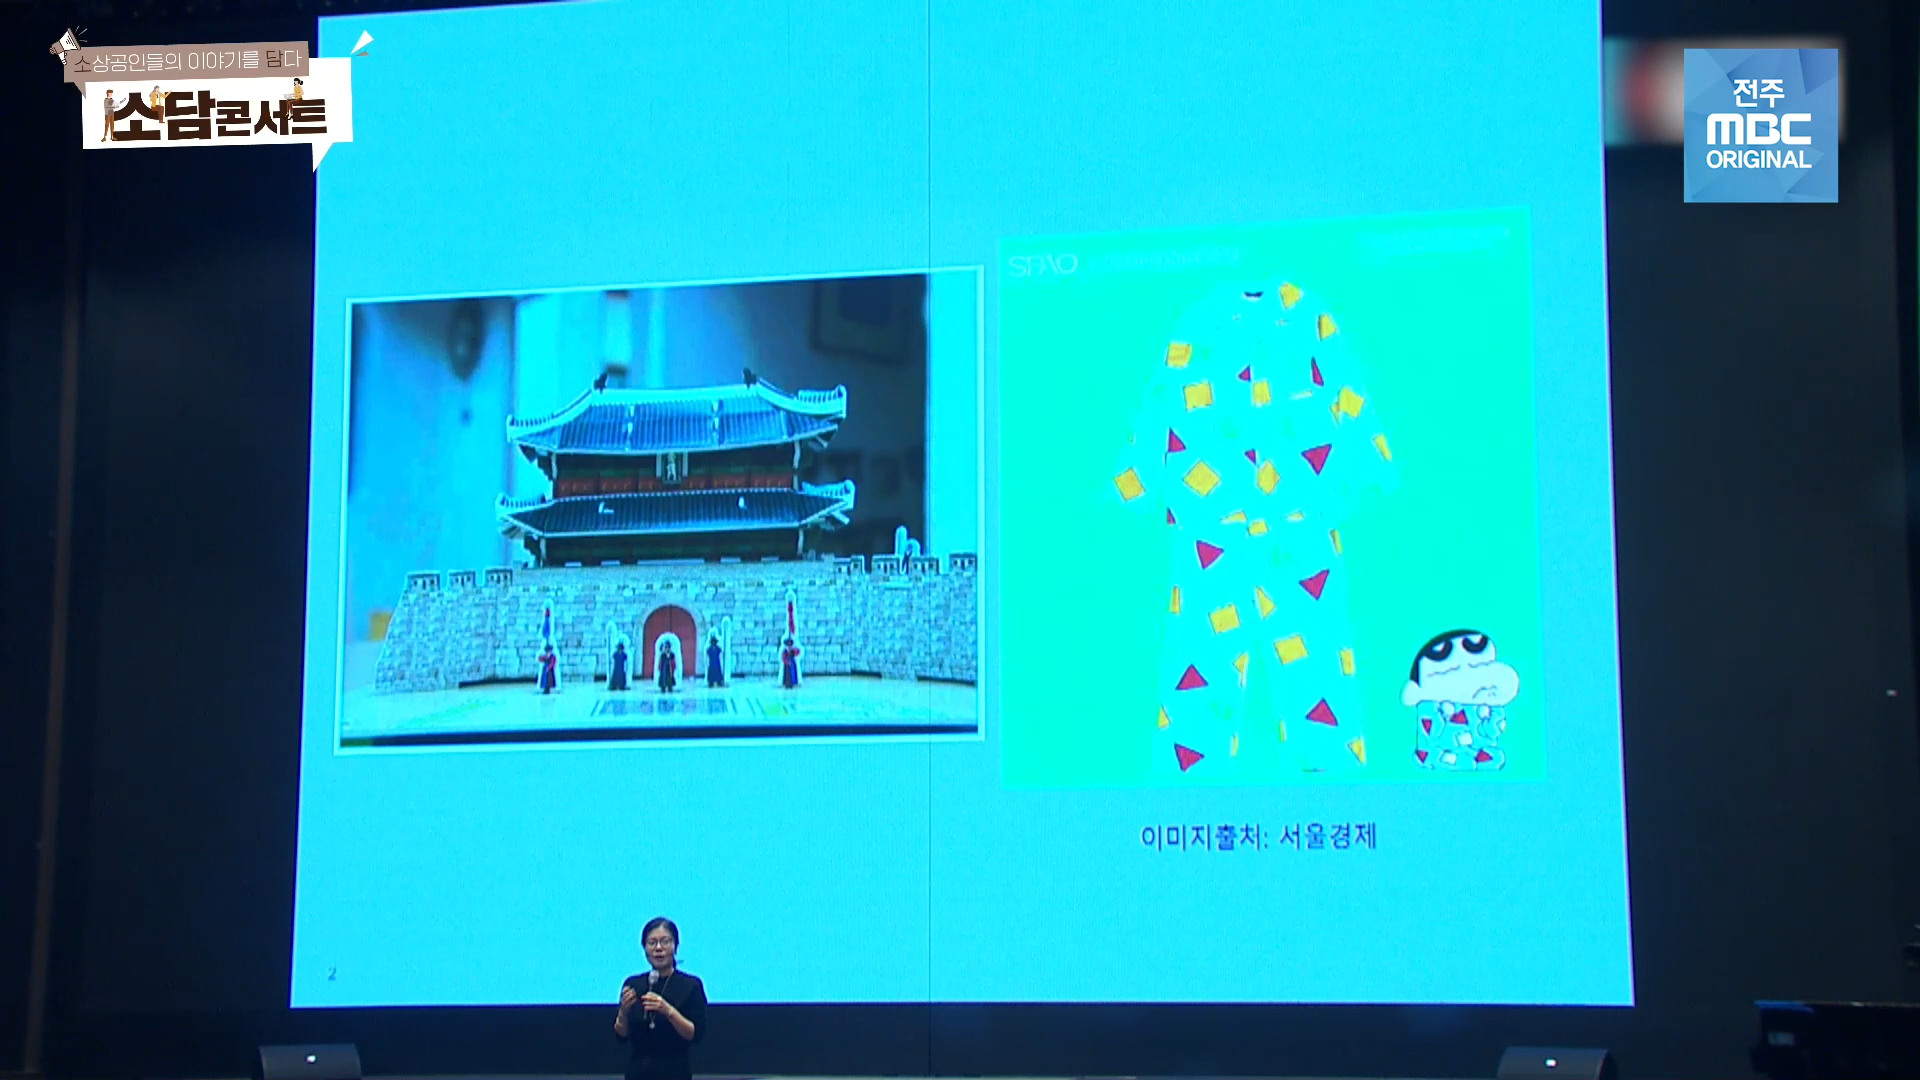 소상공인들의 이야기를 담다
소담콘서트
전주
MBC
ORIGINAL
SPAO
이미지출처: 서울경제
2